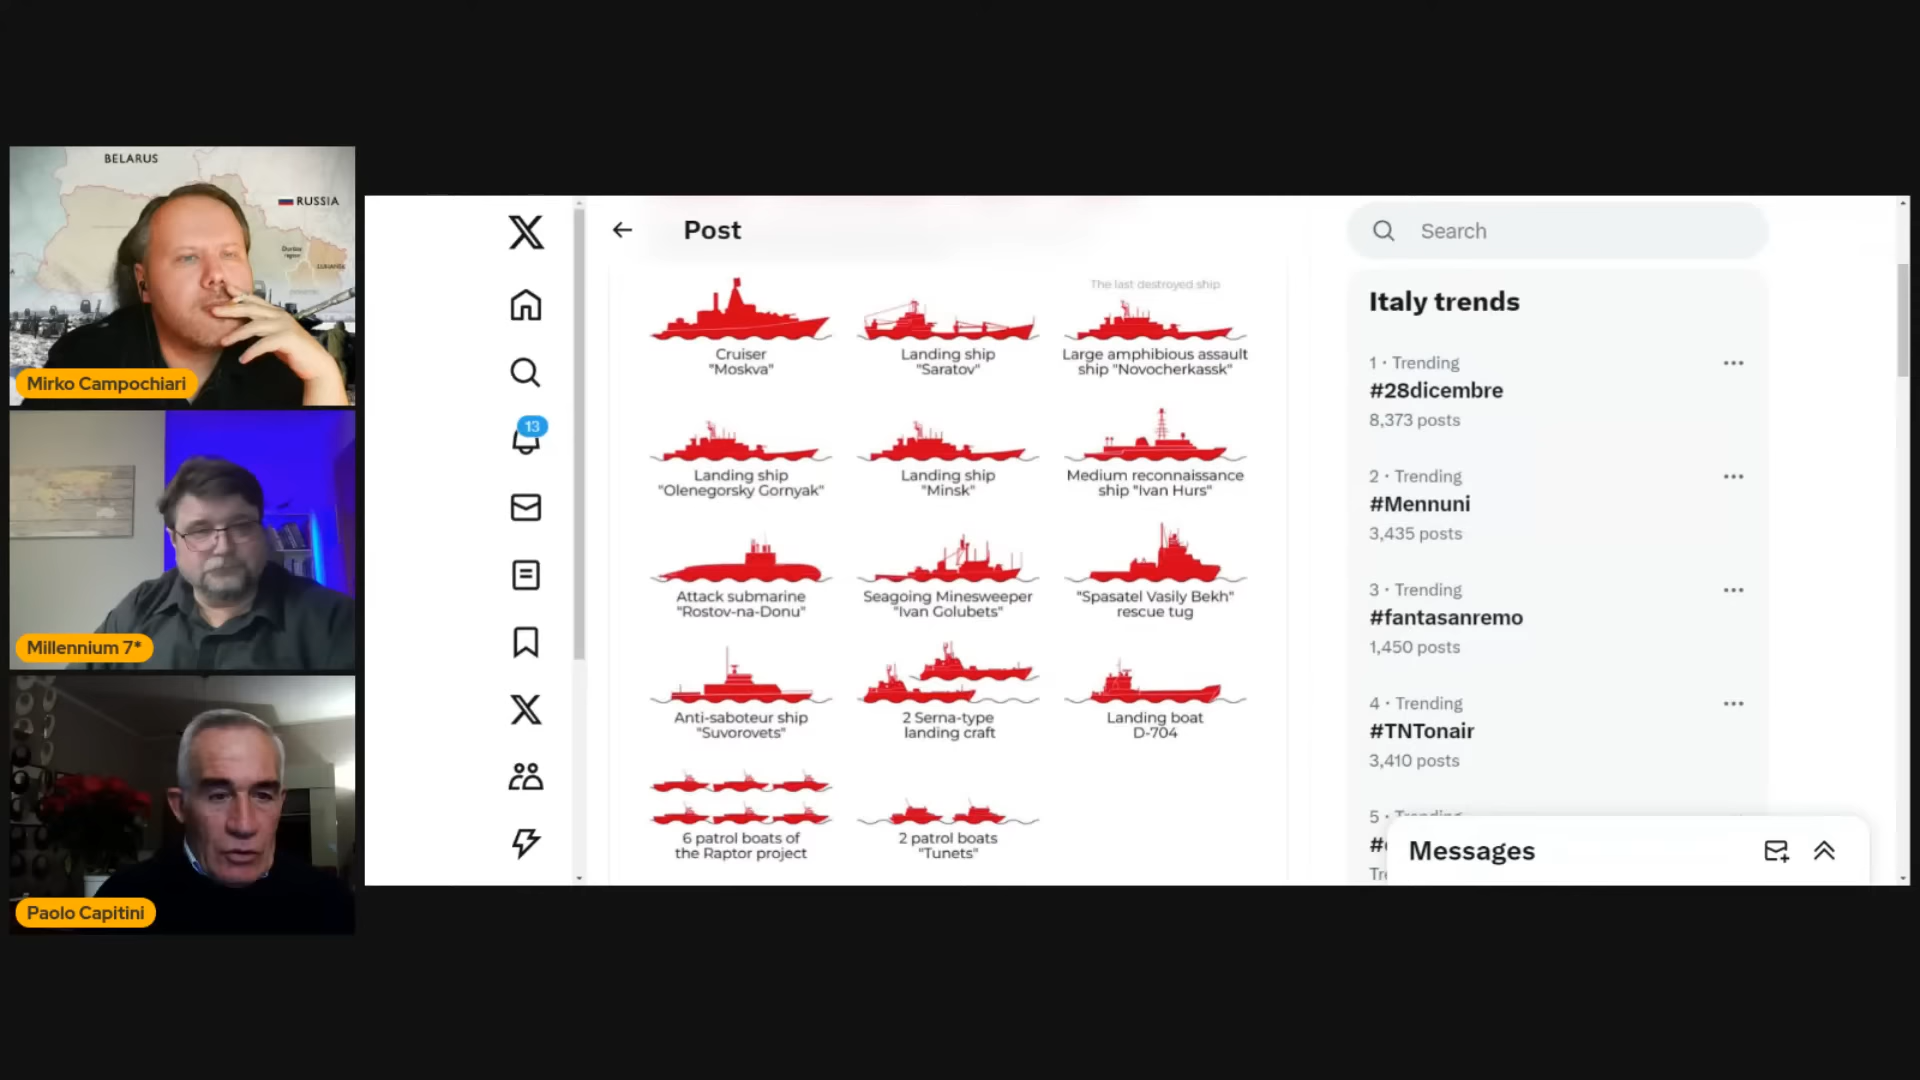 BELARUS
RUSSIA
Mirko Campochiari
Millennium 7*
Paolo Capitini
13
Post
The last destroyed ship
Cruiser
"Moskva"
Landing ship
"Saratov"
Large amphibious assault
ship "Novocherkassk"
Landing ship
"Olenegorsky Gornyak"
Landing ship
"Minsk"
Medium reconnaissance
ship "Ivan Hurs"
Attack submarine
"Rostov-na-Donu"
Seagoing Minesweeper
"Ivan Golubets"
"Spasatel Vasily Bekh"
rescue tug
Anti-saboteur ship
"Suvorovets"
2 Serna-type
landing craft
Landing boat
D-704
6 patrol boats of
the Raptor project
2 patrol boats
"Tunets"
Search
Italy trends
1 · Trending
#28dicembre
8,373 posts
2 · Trending
#Mennuni
3,435 posts
3 · Trending
#fantasanremo
1,450 posts
4 · Trending
#TNTonair
3,410 posts
5 · Trending
Messages